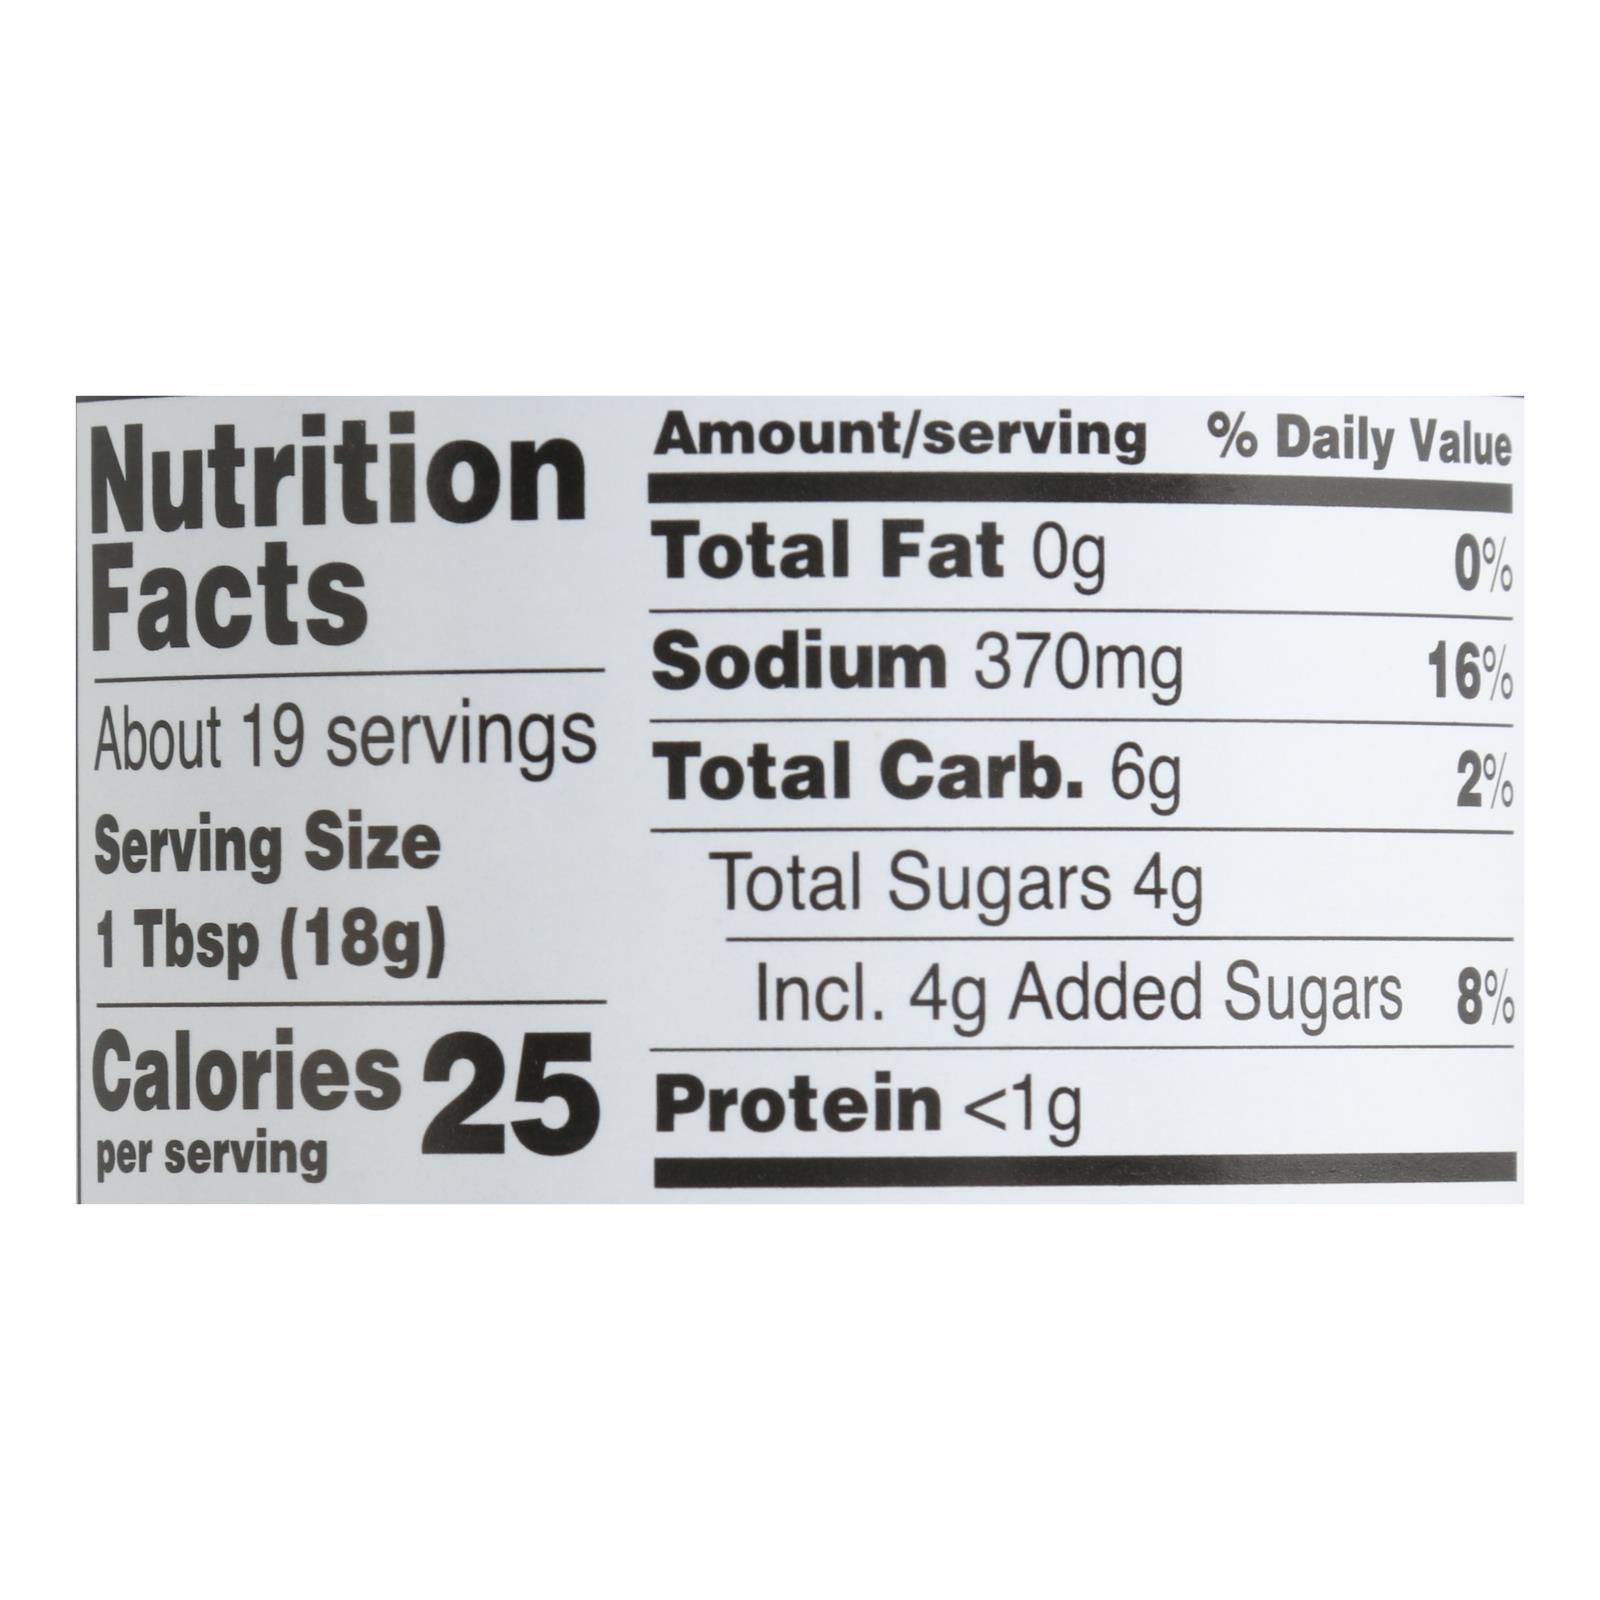 Nutrition
Facts
About 19 servings
Serving Size
1 Tbsp (18g)
Calories 25
per serving
Amount/serving % Daily Value
Total Fat 0g 0%
Sodium 370mg 16%
Total Carb. 6g 2%
Total Sugars 4g
Incl. 4g Added Sugars 8%
Protein <1g